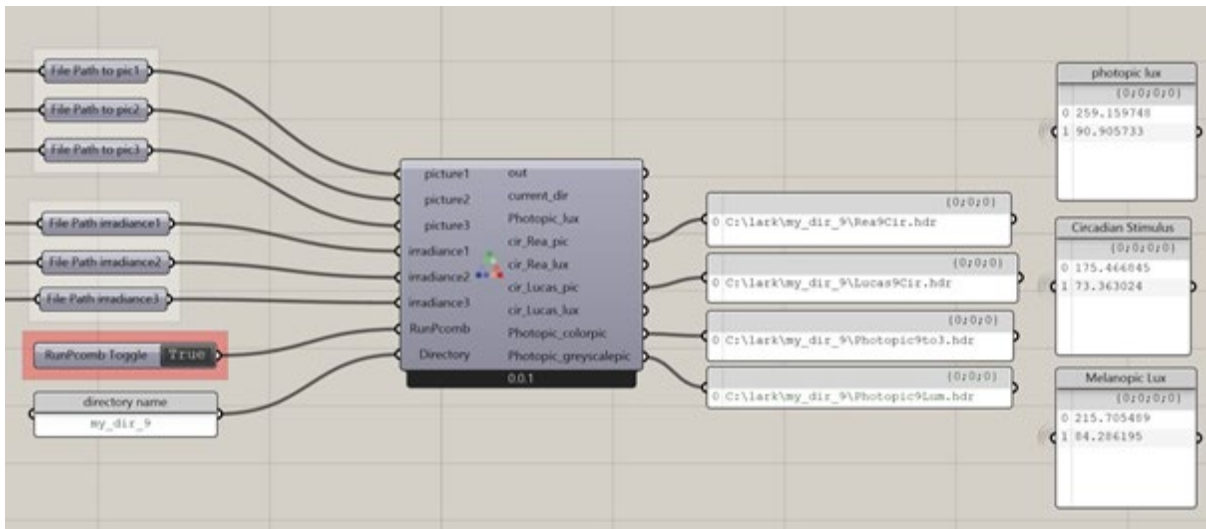 File Path to pic1
File Path to pic2
File Path to pic3
File Path irradiance1
File Path irradiance2
File Path irradiance3
RunPcomb Toggle True
directory name
my_dir_9
picture1 out
picture2 current_dir
picture3 Photopic_lux
irradiance1 cir_Rea_pic
irradiance2 cir_Rea_lux
irradiance3 cir_Lucas_pic
RunPcomb cir_Lucas_lux
Directory Photopic_colorpic
Photopic_greyscalepic
0.0.1
{0;0;0}
0 C:\lark\my_dir_9\Rea9Cir.hdr
{0;0;0}
0 C:\lark\my_dir_9\Lucas9Cir.hdr
{0;0;0}
0 C:\lark\my_dir_9\Photopic9to3.hdr
{0;0;0}
0 C:\lark\my_dir_9\Photopic9Lum.hdr
photopic lux
{0;0;0;0}
0 259.159748
1 90.905733
Circadian Stimulus
{0;0;0;0}
0 175.466845
1 73.363024
Melanopic Lux
{0;0;0;0}
0 215.705489
1 84.286195